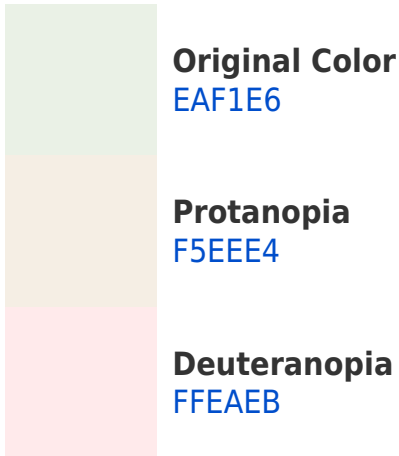 Original Color
EAF1E6
Protanopia
F5EEE4
Deuteranopia
FFEAEB